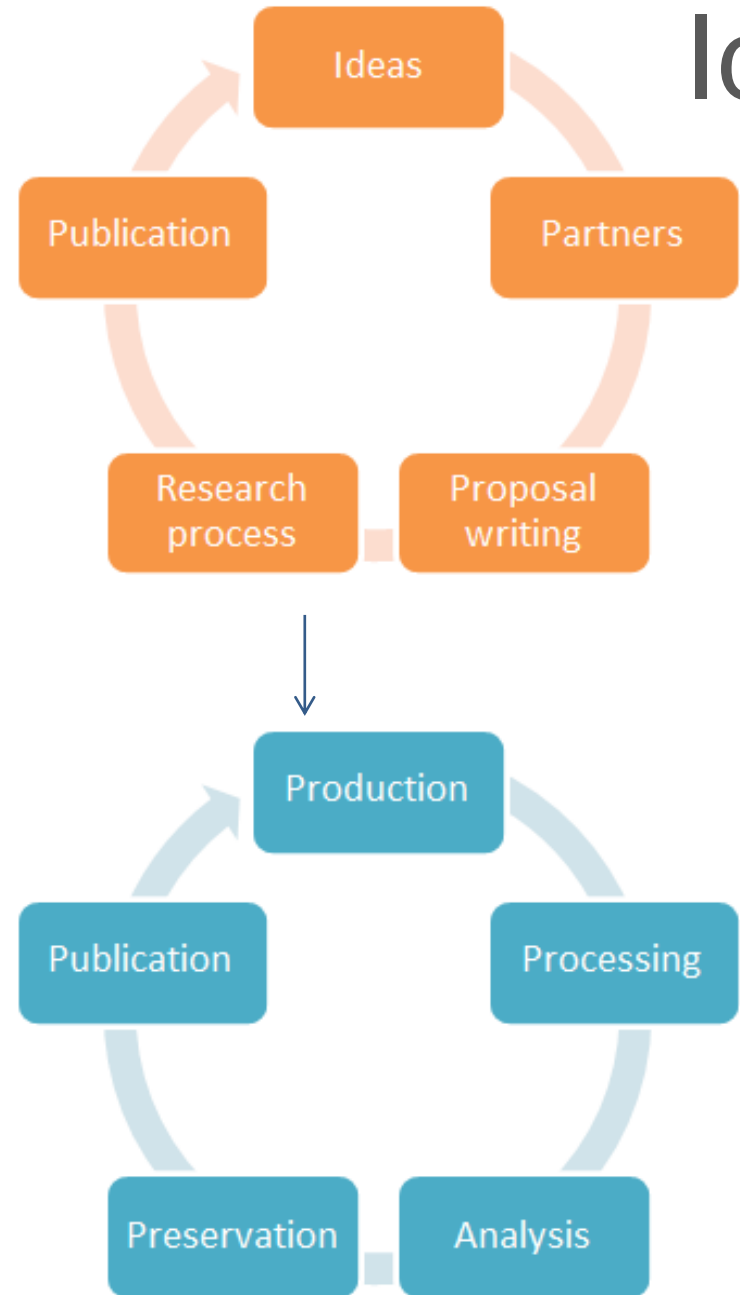 Ideas
Publication
Partners
Research
process
Proposal
writing
Production
Publication
Processing
Preservation
Analysis